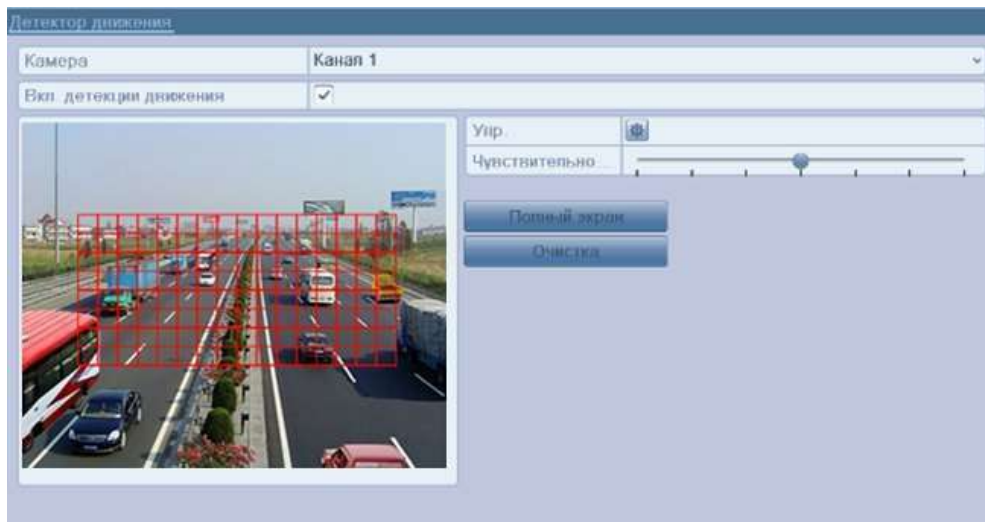 Детектор движения
Камера
Канал 1
Вкл. детекции движения
Упр.
Чувствительно...
Полный экран
Очистка